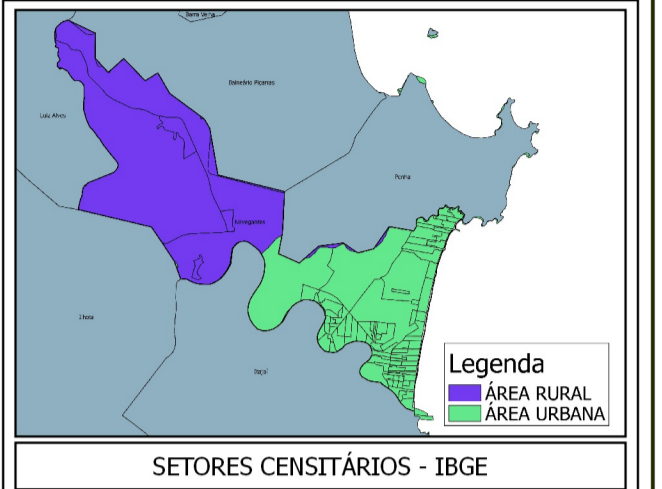 Barra Velha
Balneário Piçarras
Luiz Alves
Penha
Navegantes
Ilhota
Itajaí
Legenda
ÁREA RURAL
ÁREA URBANA
SETORES CENSITÁRIOS - IBGE